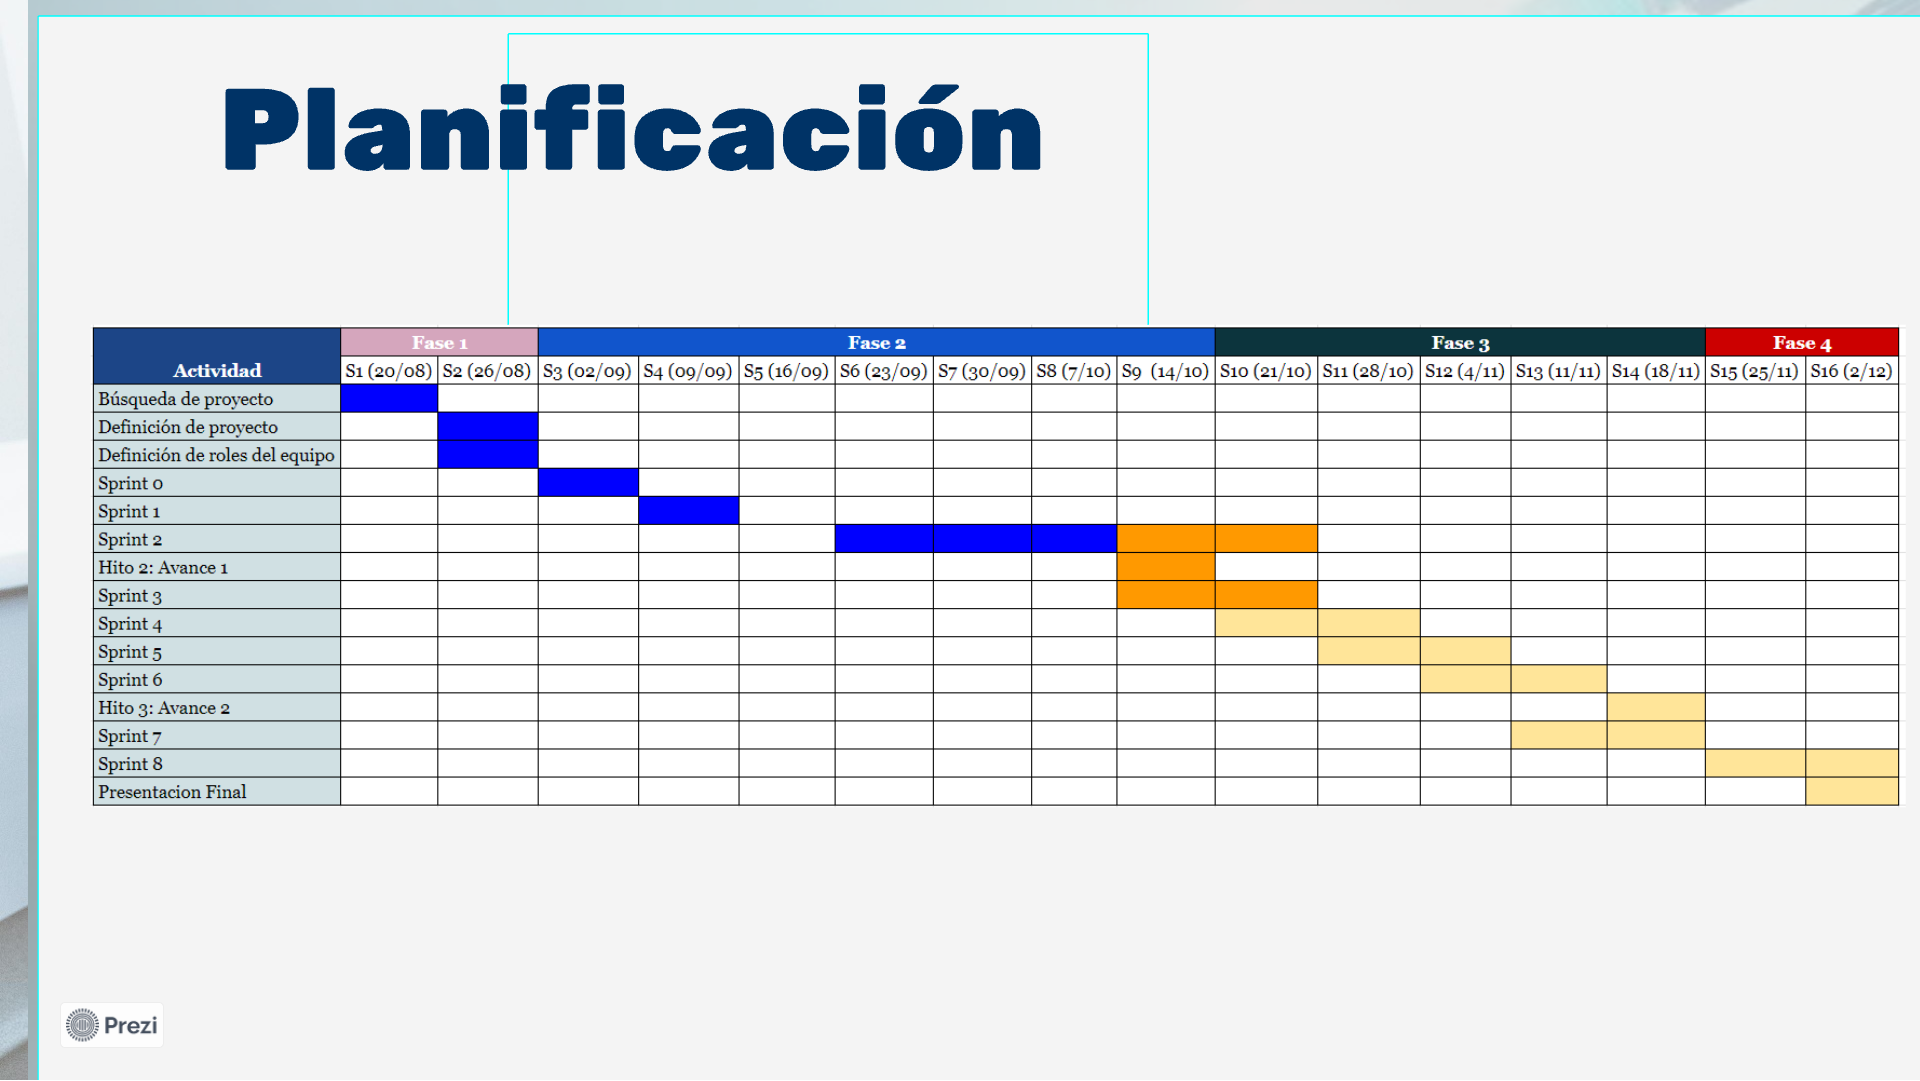 Planificación
Fase 1 Fase 2 Fase 3 Fase 4
Actividad S1 (20/08) S2 (26/08) S3 (02/09) S4 (09/09) S5 (16/09) S6 (23/09) S7 (30/09) S8 (7/10) S9 (14/10) S10 (21/10) S11 (28/10) S12 (4/11) S13 (11/11) S14 (18/11) S15 (25/11) S16 (2/12)
Búsqueda de proyecto
Definición de proyecto
Definición de roles del equipo
Sprint 0
Sprint 1
Sprint 2
Hito 2: Avance 1
Sprint 3
Sprint 4
Sprint 5
Sprint 6
Hito 3: Avance 2
Sprint 7
Sprint 8
Presentacion Final
Prezi